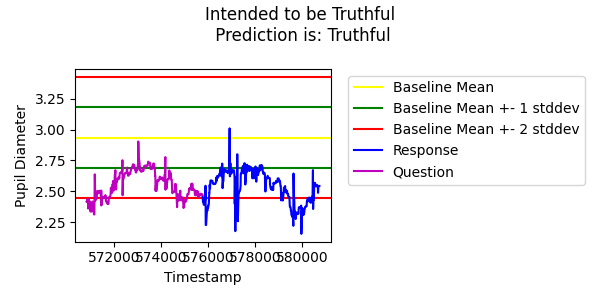 Intended to be Truthful
Prediction is: Truthful
3.25
3.00
2.75
2.50
2.25
Pupil Diameter
572000
574000
576000
578000
580000
Timestamp
Baseline Mean
Baseline Mean +- 1 stddev
Baseline Mean +- 2 stddev
Response
Question